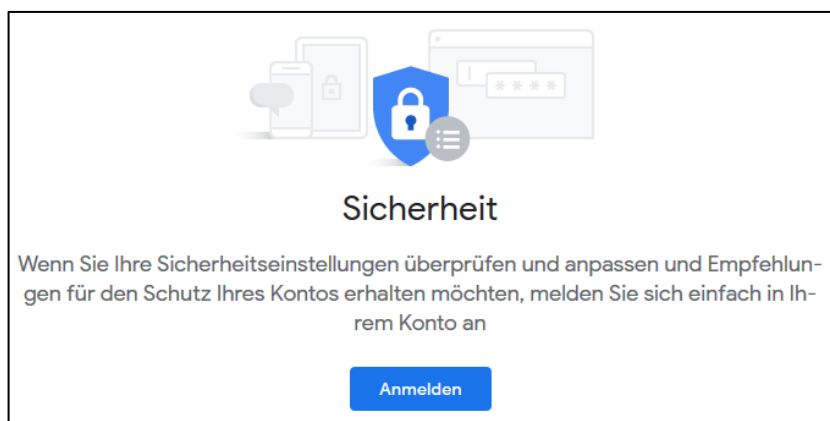 * * * *
Sicherheit
Wenn Sie Ihre Sicherheitseinstellungen überprüfen und anpassen und Empfehlun-
gen für den Schutz Ihres Kontos erhalten möchten, melden Sie sich einfach in Ih-
rem Konto an
Anmelden